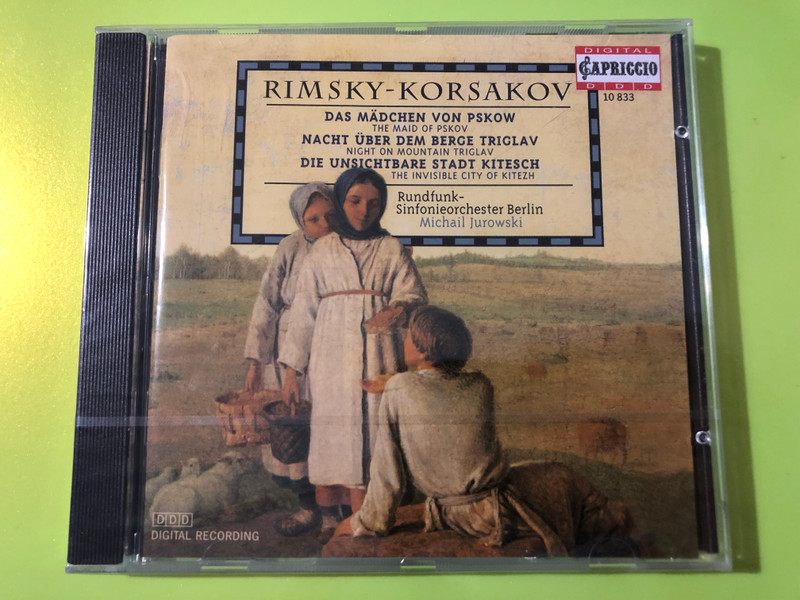 DIGITAL
CAPRICCIO
D D D
10 833
RIMSKY-KORSAKOV
DAS MÄDCHEN VON PSKOW
THE MAID OF PSKOV
NACHT ÜBER DEM BERGE TRIGLAV
NIGHT ON MOUNTAIN TRIGLAV
DIE UNSICHTBARE STADT KITESCH
THE INVISIBLE CITY OF KITEZH
Rundfunk-
Sinfonieorchester Berlin
Michail Jurowski
DDD
DIGITAL RECORDING